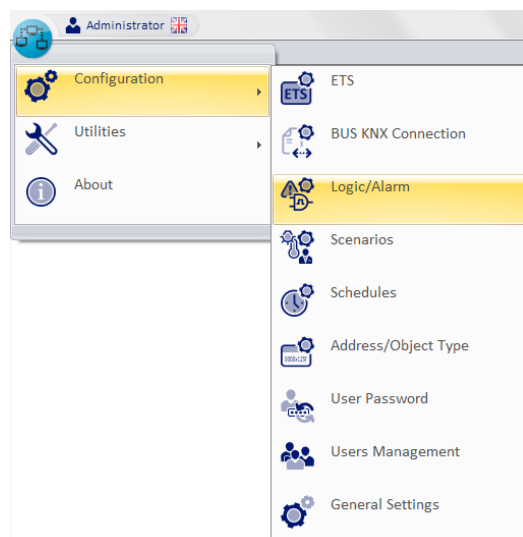 Administrator
Configuration
Utilities
About
ETS
ETS
BUS KNX Connection
Logic/Alarm
Scenarios
Schedules
Address/Object Type
User Password
Users Management
General Settings